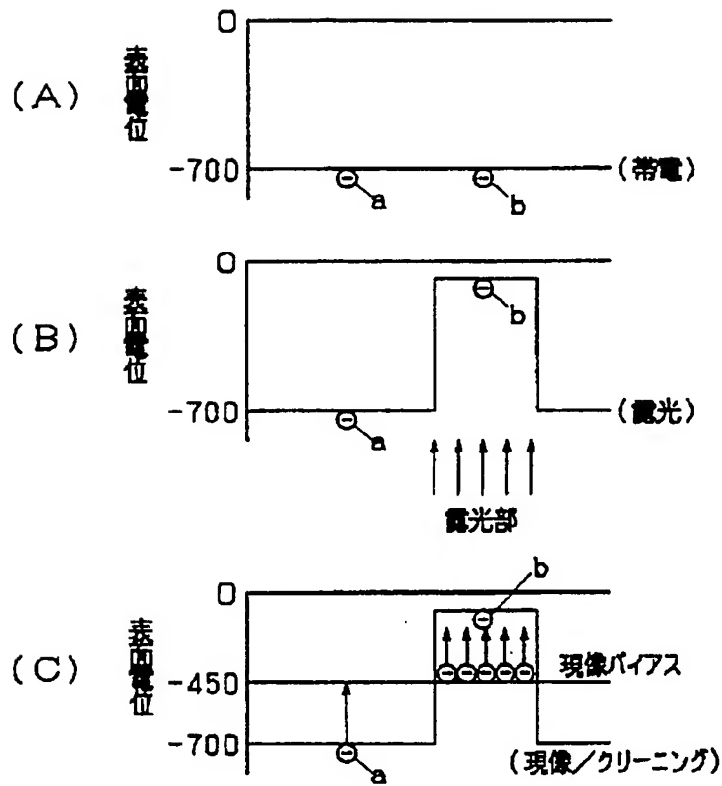 (A)
表面電位
0
-700
(帯電)
⊖
a
⊖
b
(B)
表面電位
0
-700
(露光)
⊖
b
⊖
a
露光部
(C)
表面電位
b
0
⊖
-450
現像バイアス
⊖⊖⊖⊖⊖
-700
(現像／クリーニング)
⊖
a